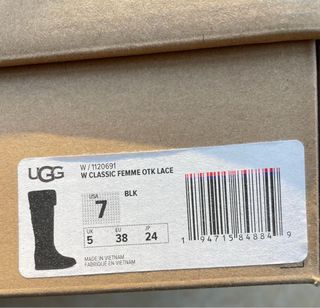 UGG
W / 1120691
W CLASSIC FEMME OTK LACE
USA
7
BLK
UK
5
EU
38
JP
24
MADE IN VIETNAM
FABRIQUÉ EN VIETNAM
1 94715 84884 9